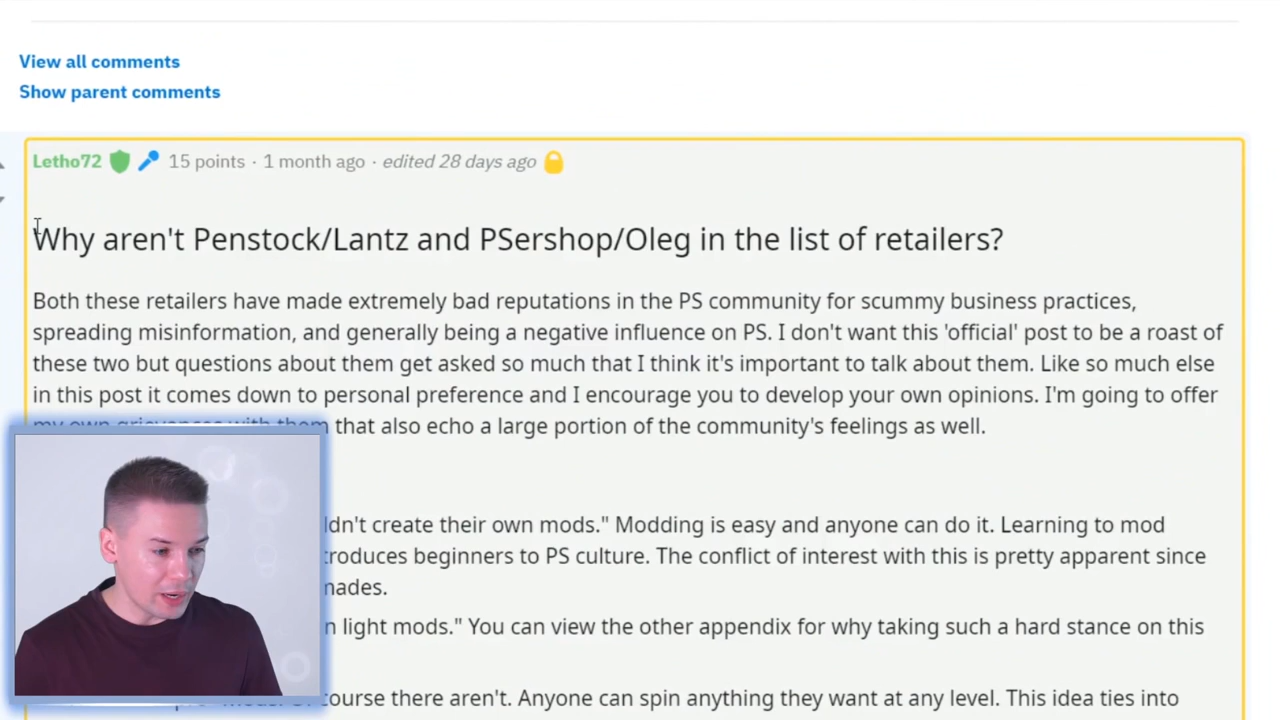 View all comments
Show parent comments
Letho72 15 points · 1 month ago · edited 28 days ago
Why aren't Penstock/Lantz and PSershop/Oleg in the list of retailers?
Both these retailers have made extremely bad reputations in the PS community for scummy business practices,
spreading misinformation, and generally being a negative influence on PS. I don't want this 'official' post to be a roast of
these two but questions about them get asked so much that I think it's important to talk about them. Like so much else
in this post it comes down to personal preference and I encourage you to develop your own opinions. I'm going to offer
my own grievances with them that also echo a large portion of the community's feelings as well.
ldn't create their own mods." Modding is easy and anyone can do it. Learning to mod
troduces beginners to PS culture. The conflict of interest with this is pretty apparent since
nades.
n light mods." You can view the other appendix for why taking such a hard stance on this
course there aren't. Anyone can spin anything they want at any level. This idea ties into